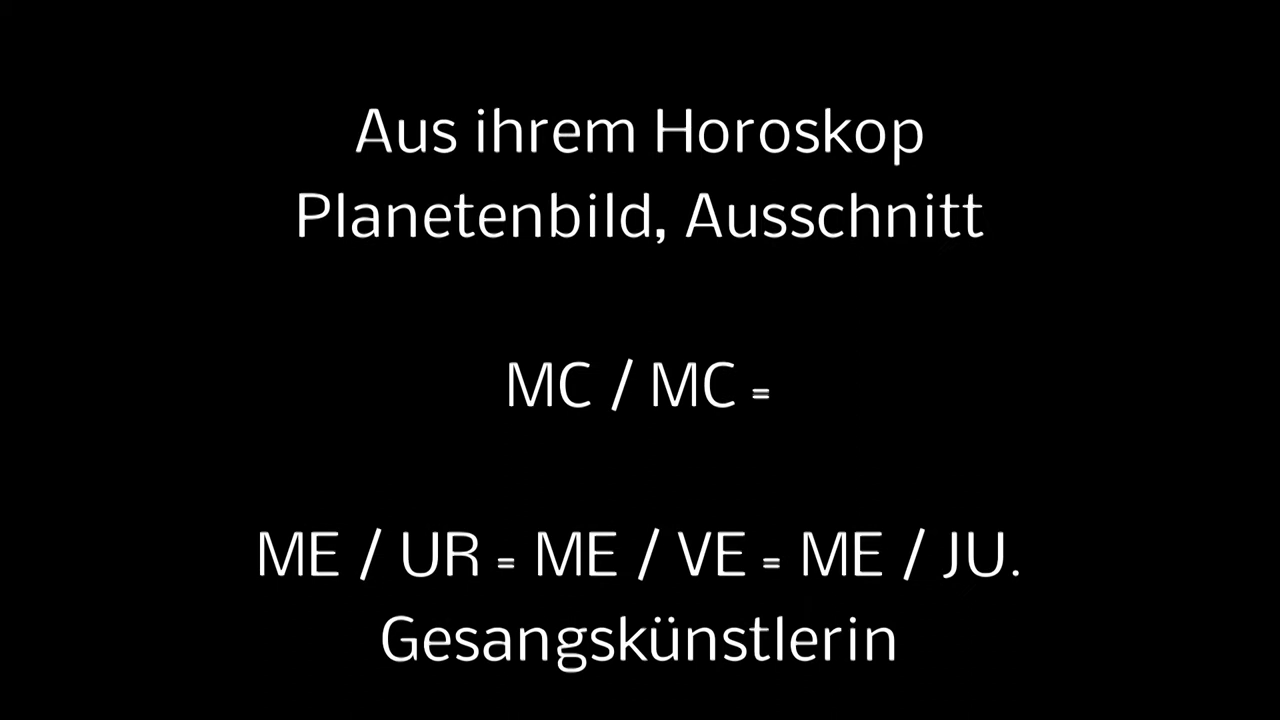 Aus ihrem Horoskop
Planetenbild, Ausschnitt
MC / MC =
ME / UR = ME / VE = ME / JU.
Gesangskünstlerin